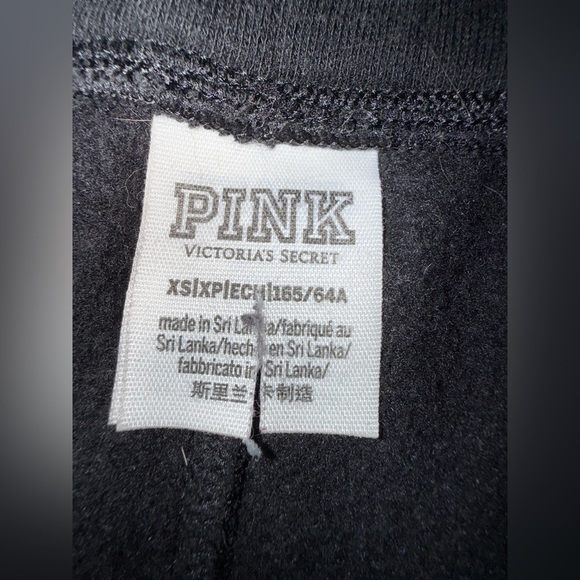 PINK
VICTORIA'S SECRET
XS|XP|ECH|165/64A
made in Sri Lanka/fabriqué au
Sri Lanka/hecho en Sri Lanka/
fabbricato in Sri Lanka/
斯里兰卡制造